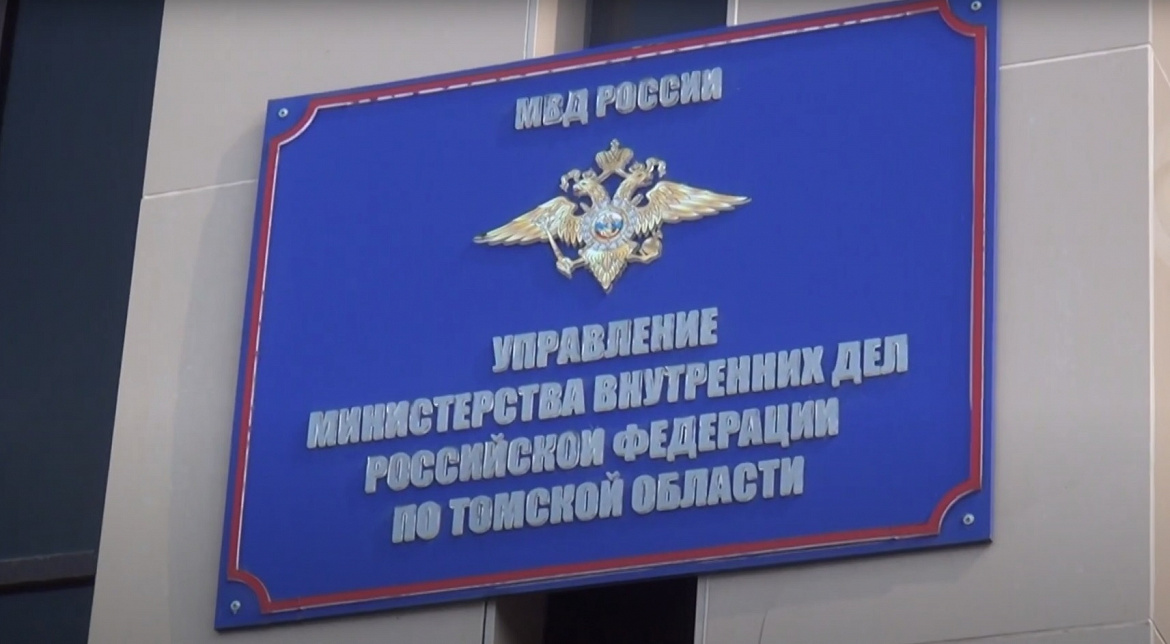 МВД РОССИИ
УПРАВЛЕНИЕ
МИНИСТЕРСТВА ВНУТРЕННИХ ДЕЛ
РОССИЙСКОЙ ФЕДЕРАЦИИ
ПО ТОМСКОЙ ОБЛАСТИ